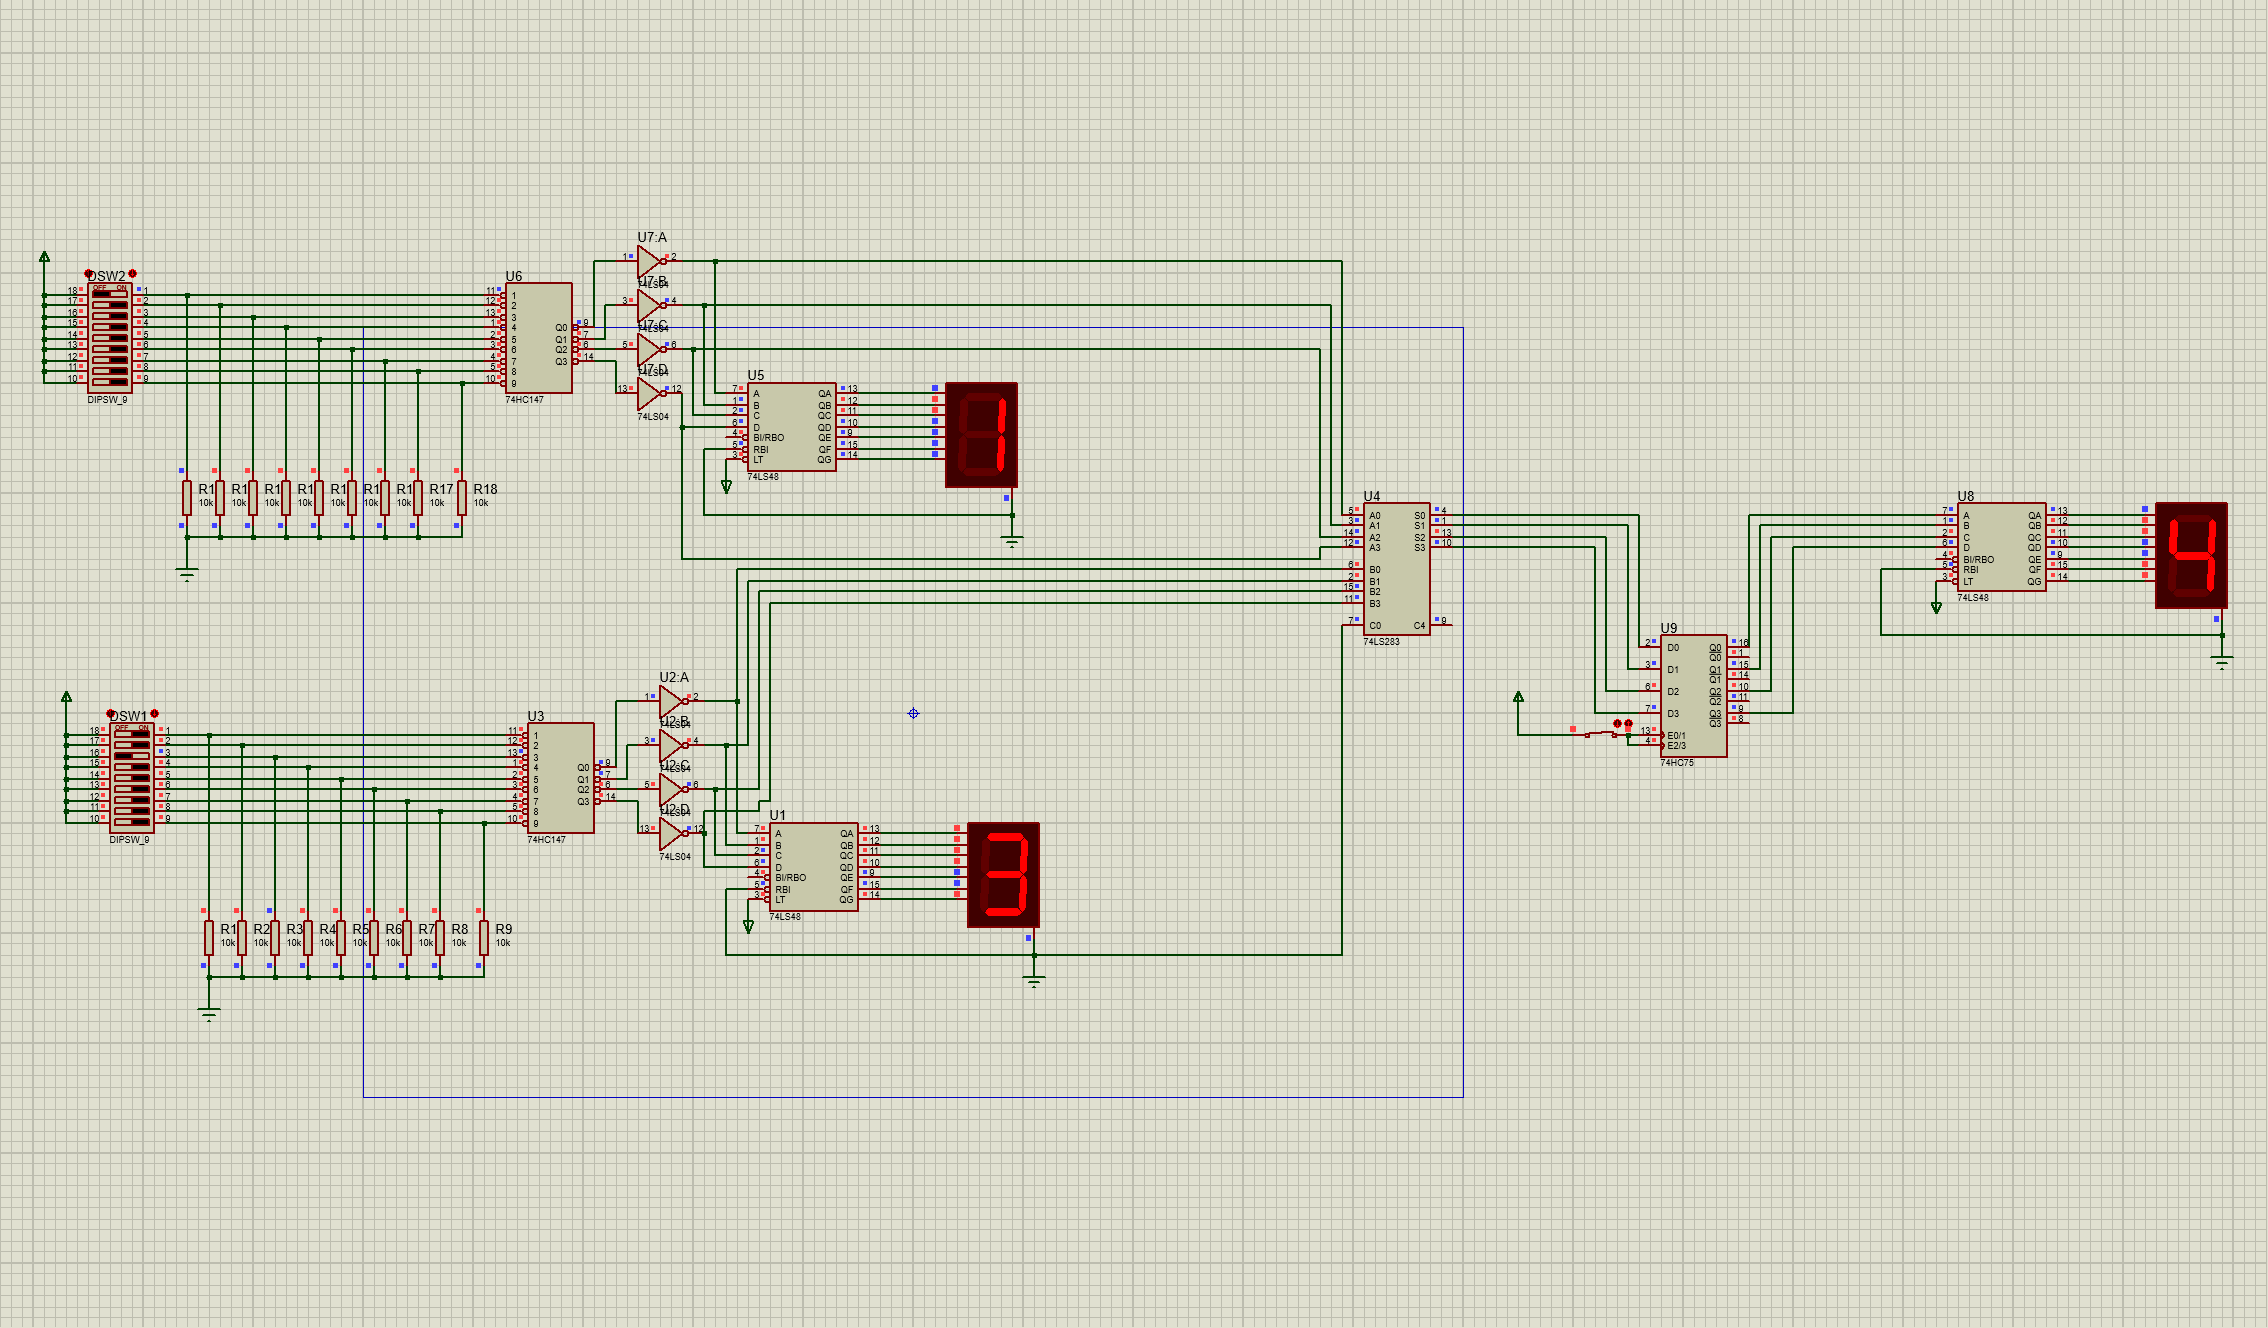 U7:A
1 2
74LS04
U7:B
3 4
74LS04
U7:C
5 6
74LS04
U7:D
13 12
74LS04
DSW2
OFF ON
18 1
17 2
16 3
15 4
14 5
13 6
12 7
11 8
10 9
DIPSW_9
U6
11 1
12 2
13 3
1 4
2 5
3 6
4 7
5 8
10 9
Q0 9
Q1 7
Q2 6
Q3 14
74HC147
U5
7 A QA 13
1 B QB 12
2 C QC 11
6 D QD 10
4 BI/RBO QE 9
5 RBI QF 15
3 LT QG 14
74LS48
R1 R1 R1 R1 R1 R1 R1 R17 R18
10k 10k 10k 10k 10k 10k 10k 10k 10k
U4
5 A0 S0 4
3 A1 S1 1
14 A2 S2 13
12 A3 S3 10
6 B0
2 B1
15 B2
11 B3
7 C0 C4 9
74LS283
U8
7 A QA 13
1 B QB 12
2 C QC 11
6 D QD 10
4 BI/RBO QE 9
5 RBI QF 15
3 LT QG 14
74LS48
U9
2 D0 Q0 16
Q0 1
3 D1 Q1 15
Q1 14
6 D2 Q2 10
Q2 11
7 D3 Q3 9
Q3 8
13 E0/1
4 E2/3
74HC75
U2:A
1 2
74LS04
U2:B
3 4
74LS04
U2:C
5 6
74LS04
U2:D
13 12
74LS04
DSW1
OFF ON
18 1
17 2
16 3
15 4
14 5
13 6
12 7
11 8
10 9
DIPSW_9
U3
11 1
12 2
13 3
1 4
2 5
3 6
4 7
5 8
10 9
Q0 9
Q1 7
Q2 6
Q3 14
74HC147
U1
7 A QA 13
1 B QB 12
2 C QC 11
6 D QD 10
4 BI/RBO QE 9
5 RBI QF 15
3 LT QG 14
74LS48
R1 R2 R3 R4 R5 R6 R7 R8 R9
10k 10k 10k 10k 10k 10k 10k 10k 10k
1
4
3